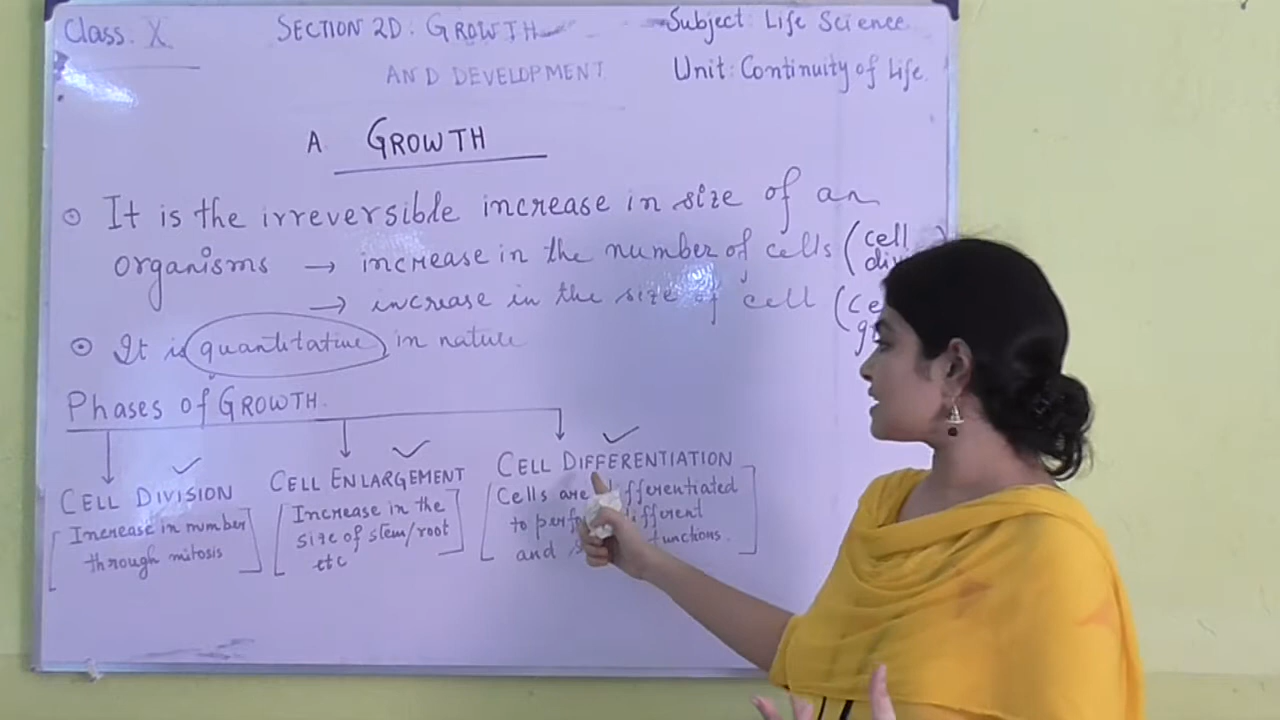 Class: X
SECTION 2D: GROWTH
AND DEVELOPMENT
Subject: Life Science
Unit: Continuity of Life.
A GROWTH
It is the irreversible increase in size of an
organisms → increase in the number of cells (cell
→ increase in the size of cell
It is quantitative in nature
Phases of GROWTH.
CELL DIVISION
[Increase in number
through mitosis]
CELL ENLARGEMENT
[Increase in the
size of stem/root
etc]
CELL DIFFERENTIATION
[Cells are differentiated
to different
and functions.]